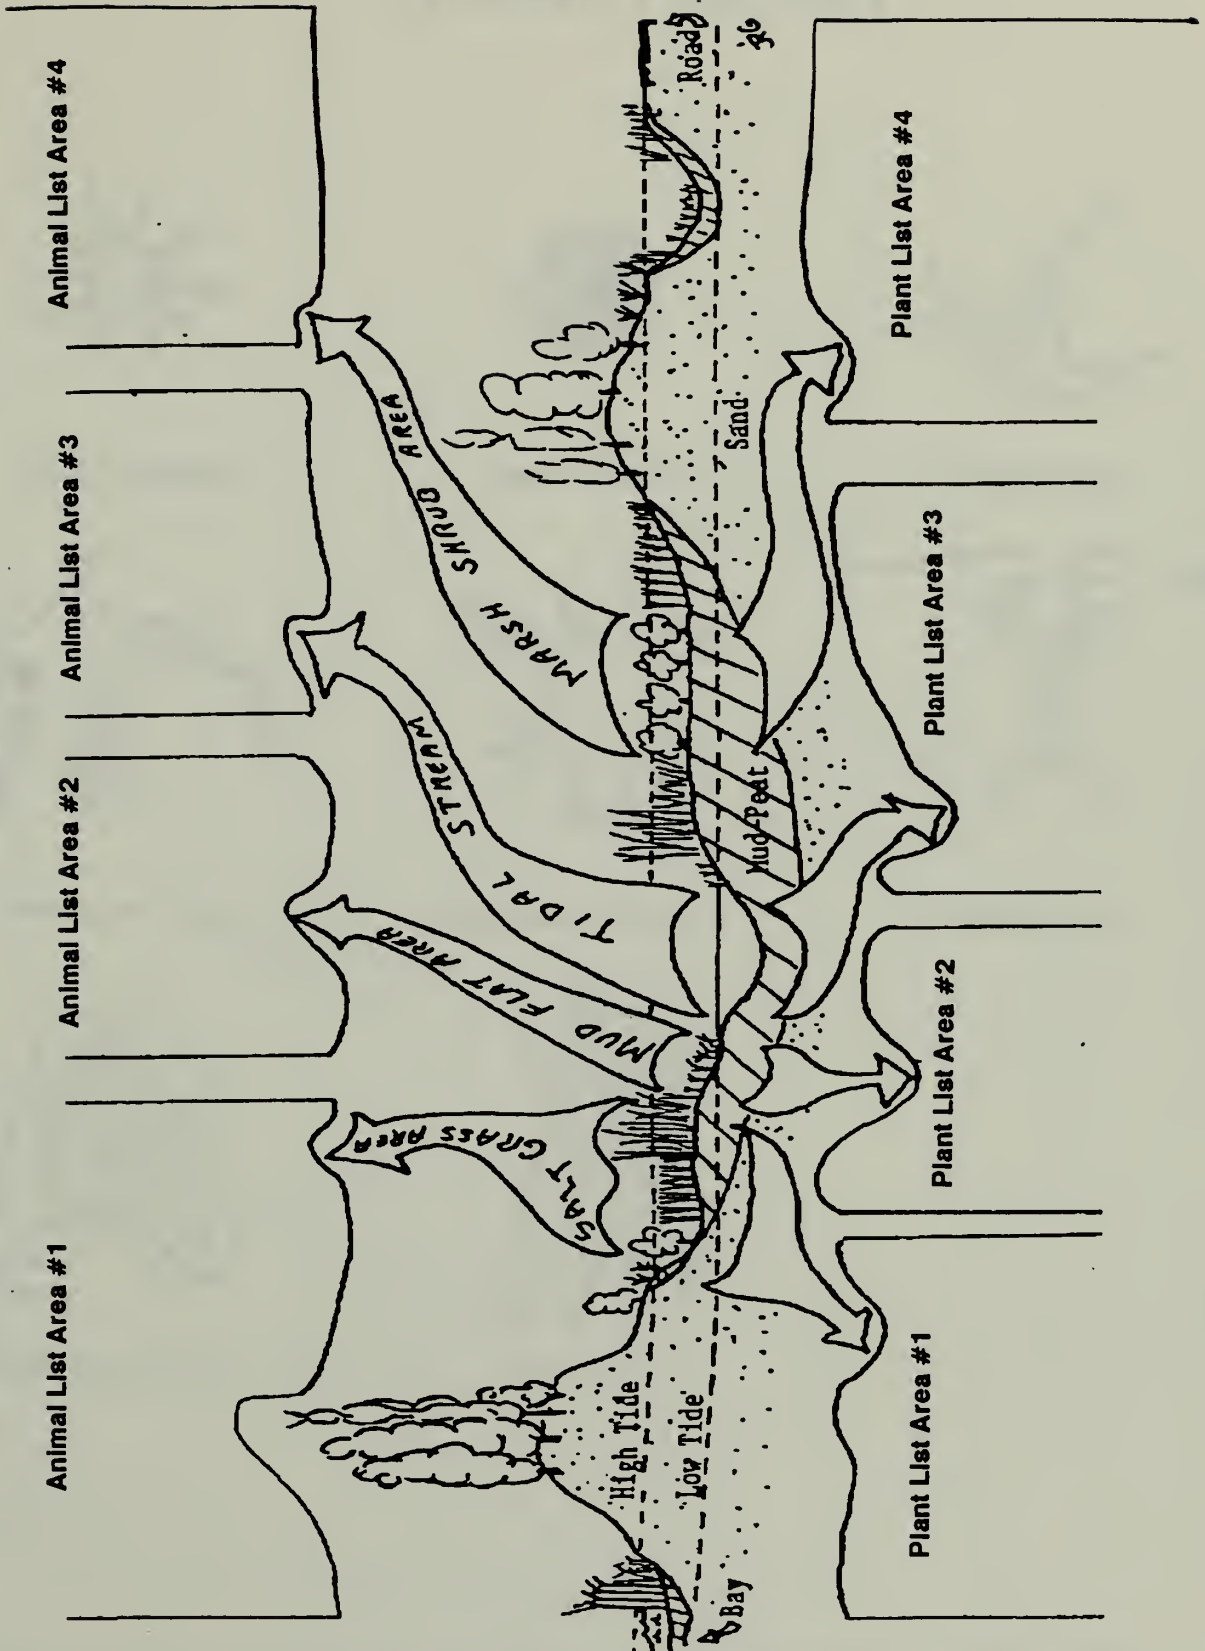 Animal List Area #1
Animal List Area #2
Animal List Area #3
Animal List Area #4
SALT GRASS AREA
MUD FLAT AREA
TIDAL STREAM
MARSH SHRUB AREA
High Tide
Low Tide
Bay
Mud-Peat
Sand
Road
Plant List Area #1
Plant List Area #2
Plant List Area #3
Plant List Area #4